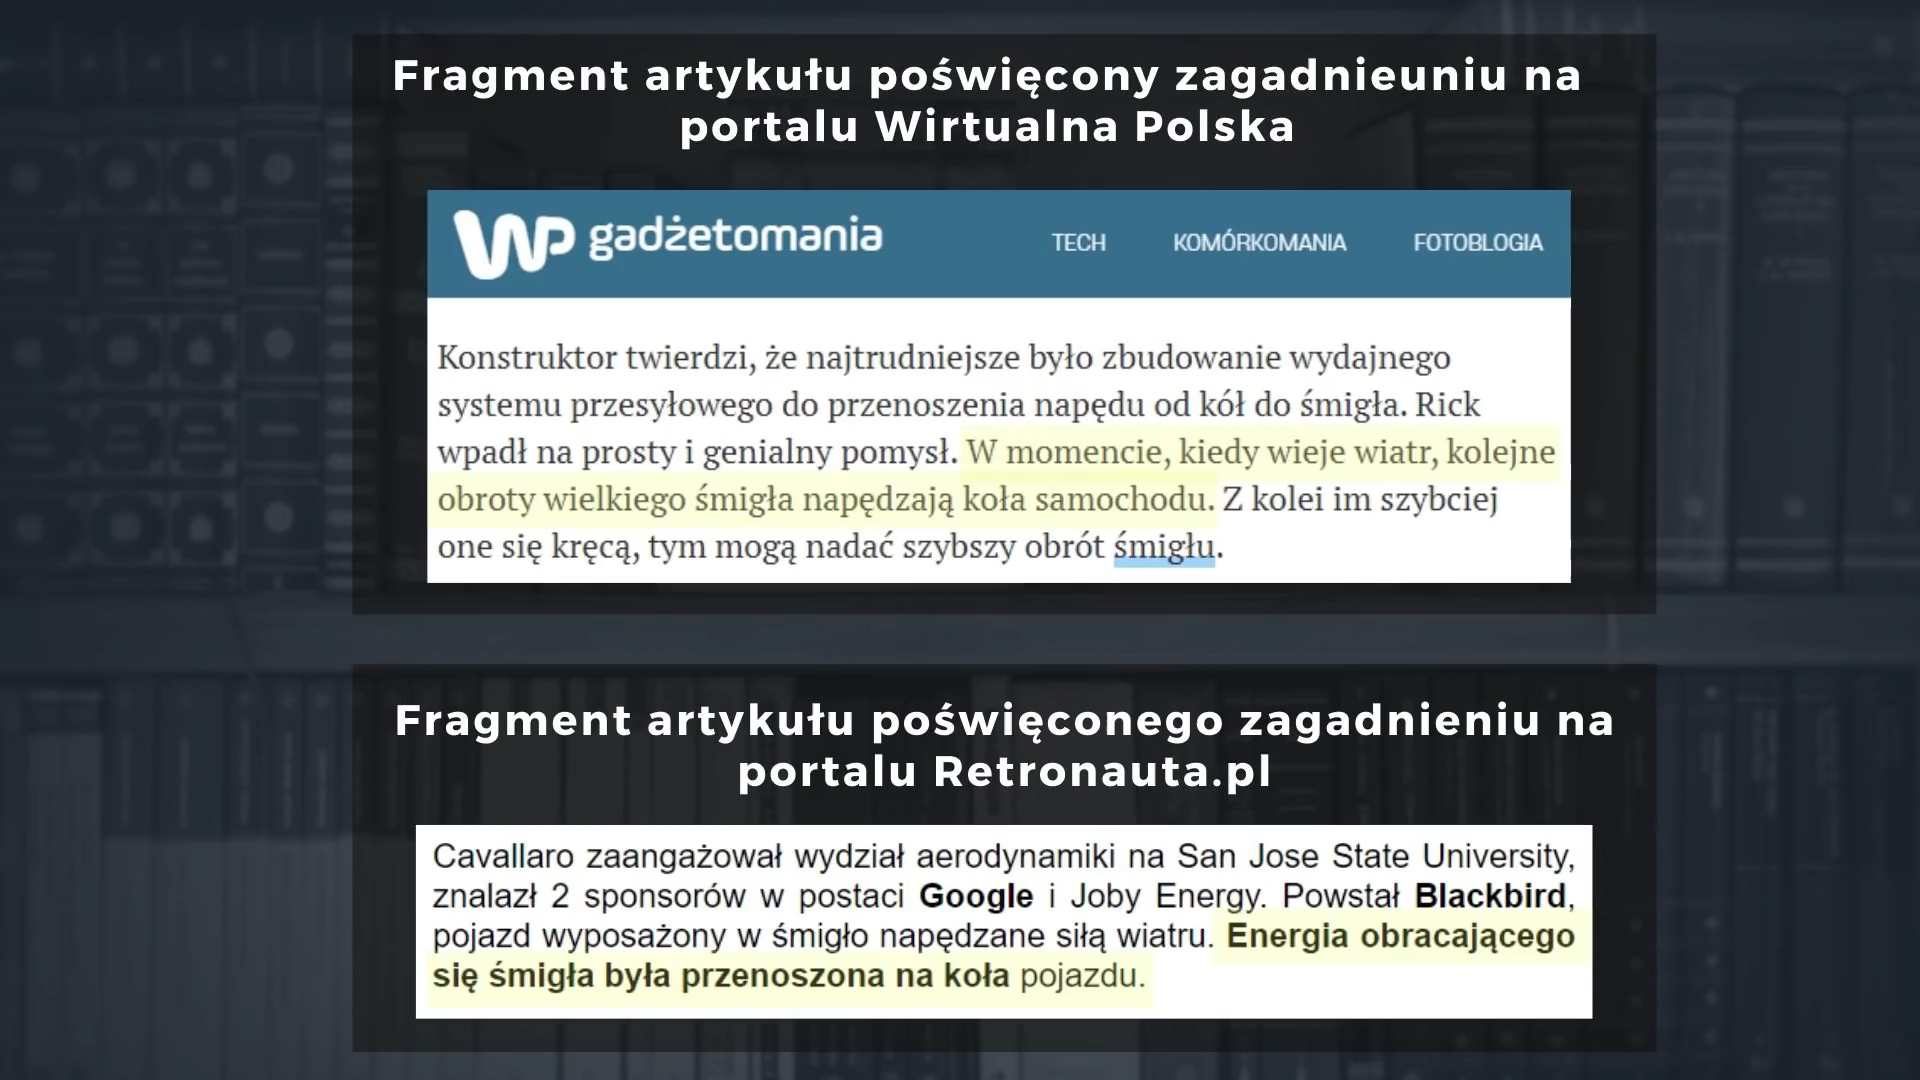 Fragment artykułu poświęcony zagadnieuniu na
portalu Wirtualna Polska
WP gadżetomania TECH KOMÓRKOMANIA FOTOBLOGIA
Konstruktor twierdzi, że najtrudniejsze było zbudowanie wydajnego
systemu przesyłowego do przenoszenia napędu od kół do śmigła. Rick
wpadł na prosty i genialny pomysł. W momencie, kiedy wieje wiatr, kolejne
obroty wielkiego śmigła napędzają koła samochodu. Z kolei im szybciej
one się kręcą, tym mogą nadać szybszy obrót śmigłu.
Fragment artykułu poświęconego zagadnieniu na
portalu Retronauta.pl
Cavallaro zaangażował wydział aerodynamiki na San Jose State University,
znalazł 2 sponsorów w postaci Google i Joby Energy. Powstał Blackbird,
pojazd wyposażony w śmigło napędzane siłą wiatru. Energia obracającego
się śmigła była przenoszona na koła pojazdu.